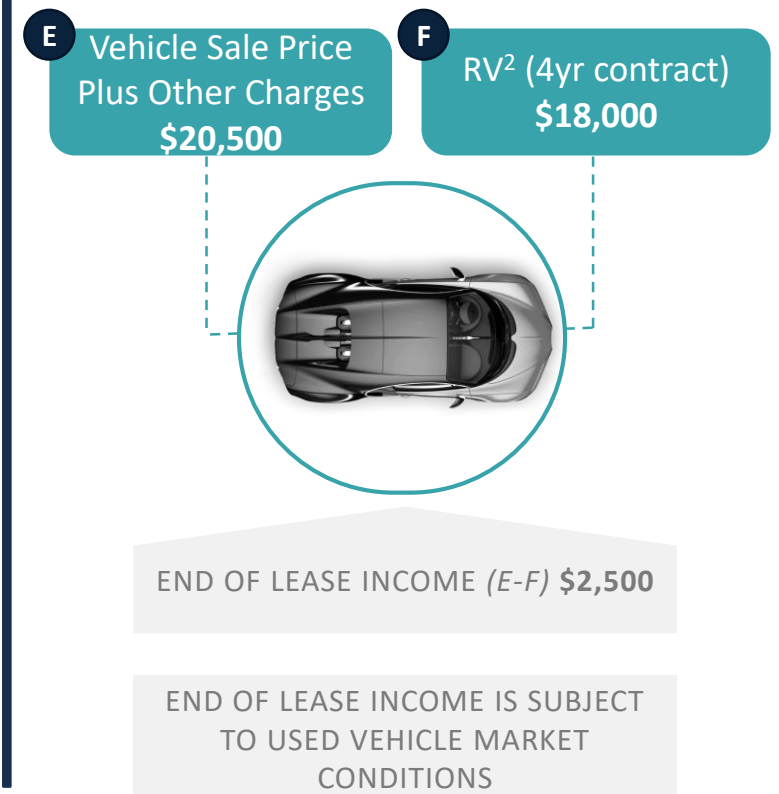 E
Vehicle Sale Price
Plus Other Charges
$20,500
F
RV² (4yr contract)
$18,000
END OF LEASE INCOME (E-F) $2,500
END OF LEASE INCOME IS SUBJECT
TO USED VEHICLE MARKET
CONDITIONS